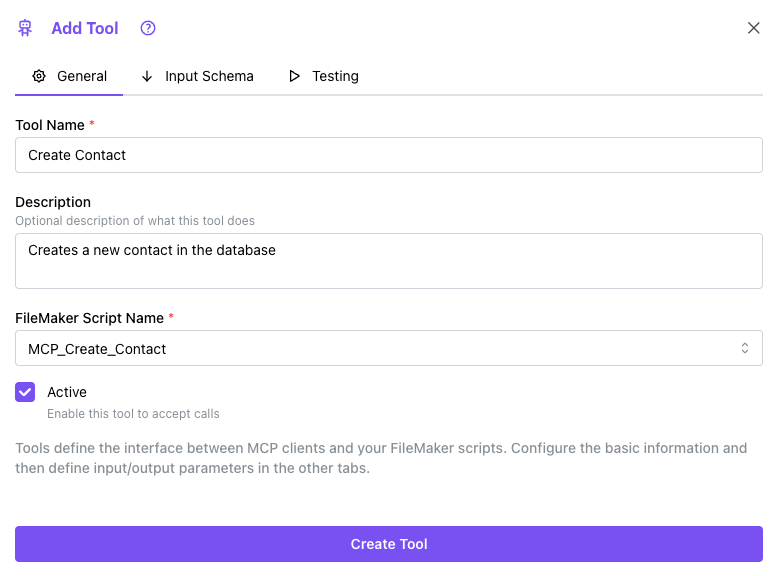 Add Tool
General
Input Schema
Testing
Tool Name *
Create Contact
Description
Optional description of what this tool does
Creates a new contact in the database
FileMaker Script Name *
MCP_Create_Contact
Active
Enable this tool to accept calls
Tools define the interface between MCP clients and your FileMaker scripts. Configure the basic information and
then define input/output parameters in the other tabs.
Create Tool